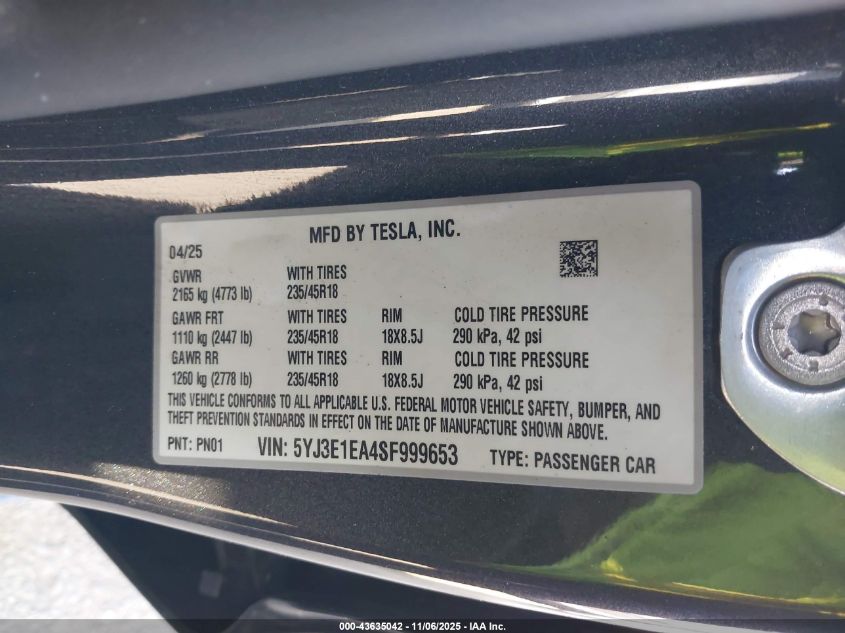 MFD BY TESLA, INC.
04/25
GVWR WITH TIRES
2165 kg (4773 lb) 235/45R18
GAWR FRT WITH TIRES RIM COLD TIRE PRESSURE
1110 kg (2447 lb) 235/45R18 18X8.5J 290 kPa, 42 psi
GAWR RR WITH TIRES RIM COLD TIRE PRESSURE
1260 kg (2778 lb) 235/45R18 18X8.5J 290 kPa, 42 psi
THIS VEHICLE CONFORMS TO ALL APPLICABLE U.S. FEDERAL MOTOR VEHICLE SAFETY, BUMPER, AND
THEFT PREVENTION STANDARDS IN EFFECT ON THE DATE OF MANUFACTURE SHOWN ABOVE.
PNT: PN01 VIN: 5YJ3E1EA4SF999653 TYPE: PASSENGER CAR
000-43635042 - 11/06/2025 - IAA Inc.